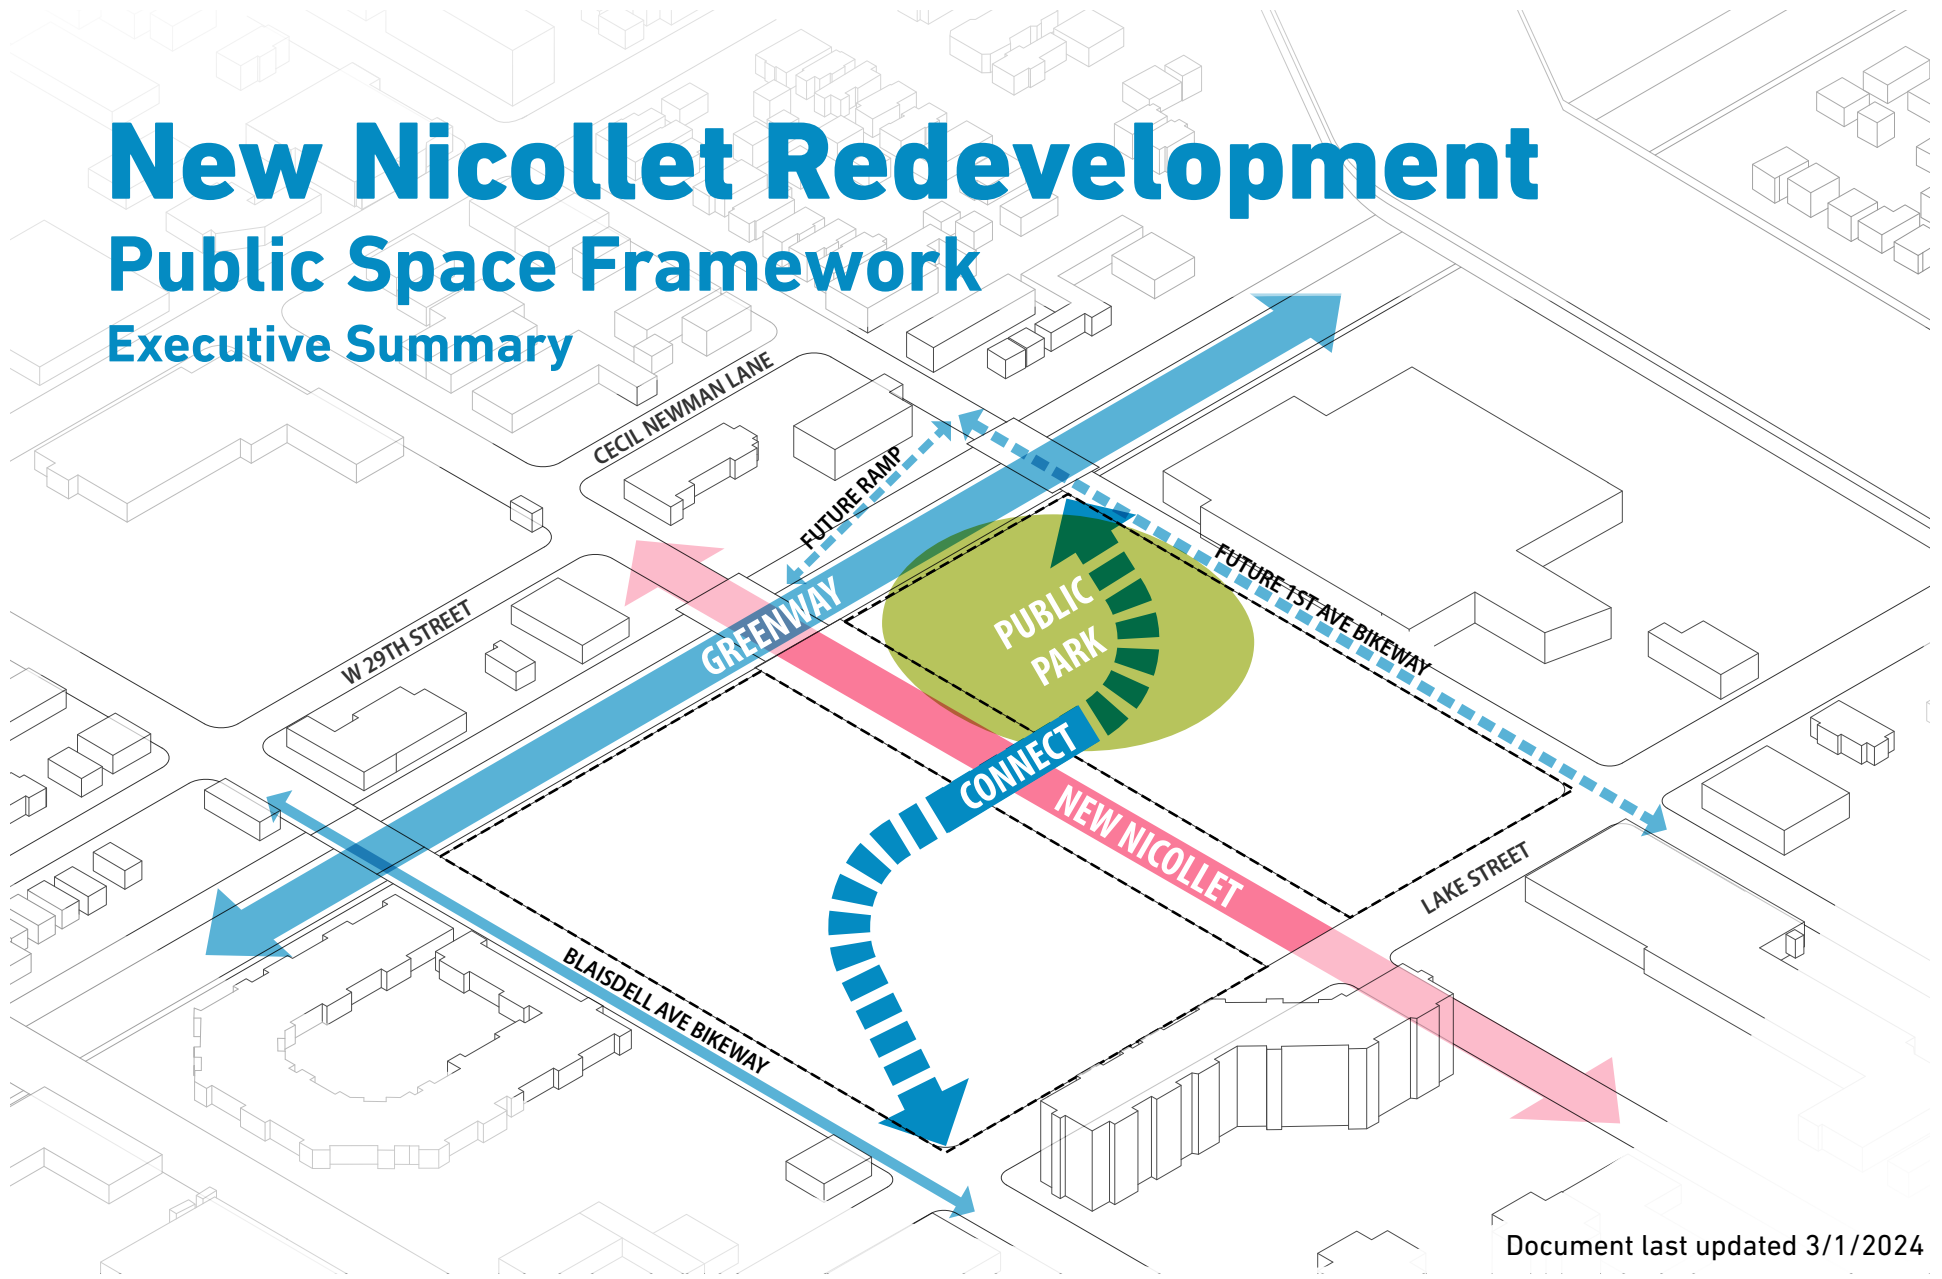 New Nicollet Redevelopment
Public Space Framework
Executive Summary
CECIL NEWMAN LANE
FUTURE RAMP
W 29TH STREET
GREENWAY
PUBLIC
PARK
FUTURE 1ST AVE BIKEWAY
CONNECT
NEW NICOLLET
LAKE STREET
BLAISDELL AVE BIKEWAY
Document last updated 3/1/2024